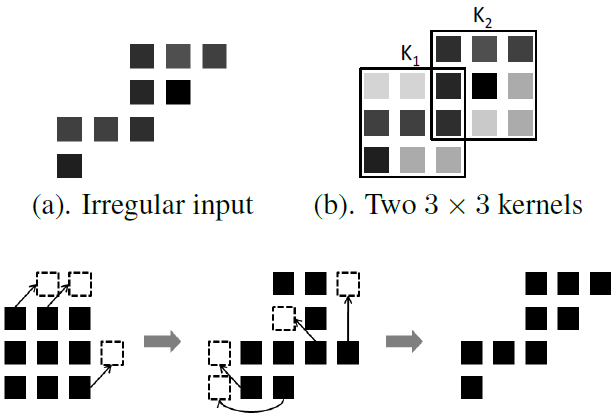 K₂
K₁
(a). Irregular input
(b). Two 3 × 3 kernels